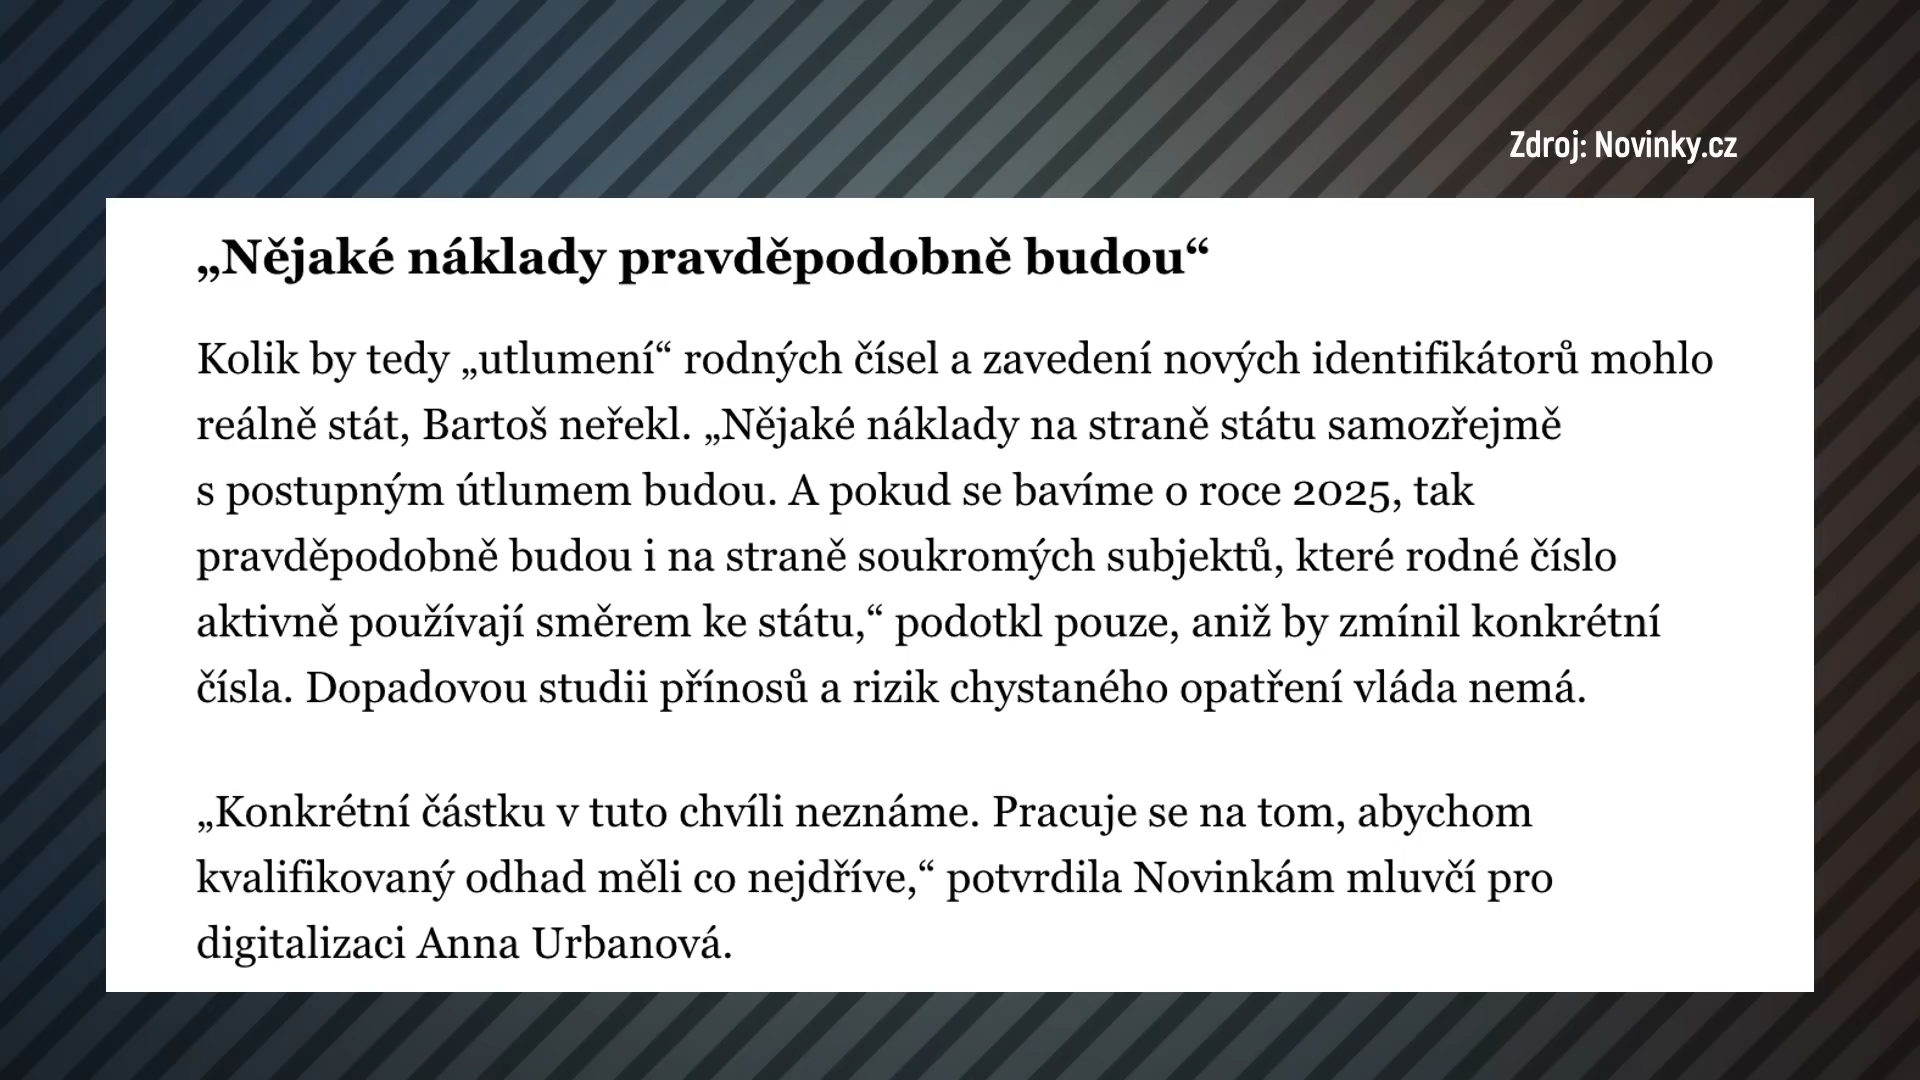 Zdroj: Novinky.cz
„Nějaké náklady pravděpodobně budou“
Kolik by tedy „utlumení“ rodných čísel a zavedení nových identifikátorů mohlo
reálně stát, Bartoš neřekl. „Nějaké náklady na straně státu samozřejmě
s postupným útlumem budou. A pokud se bavíme o roce 2025, tak
pravděpodobně budou i na straně soukromých subjektů, které rodné číslo
aktivně používají směrem ke státu,“ podotkl pouze, aniž by zmínil konkrétní
čísla. Dopadovou studii přínosů a rizik chystaného opatření vláda nemá.
„Konkrétní částku v tuto chvíli neznáme. Pracuje se na tom, abychom
kvalifikovaný odhad měli co nejdříve,“ potvrdila Novinkám mluvčí pro
digitalizaci Anna Urbanová.